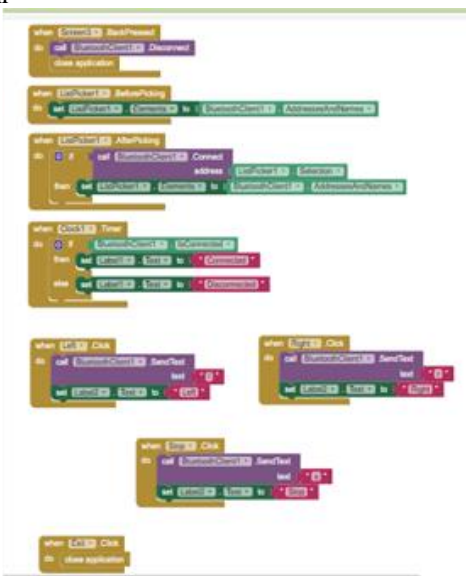 when Screen3 .BackPressed
do call BluetoothClient1 .Disconnect
close application
when ListPicker1 .BeforePicking
do set ListPicker1 . Elements to BluetoothClient1 . AddressesAndNames
when ListPicker1 .AfterPicking
do if call BluetoothClient1 .Connect
address ListPicker1 . Selection
then set ListPicker1 . Elements to BluetoothClient1 . AddressesAndNames
when Clock1 .Timer
do if BluetoothClient1 . IsConnected
then set Label1 . Text to " Connected "
else set Label1 . Text to " Disconnected "
when Left .Click
do call BluetoothClient1 .SendText
text
set Label2 . Text to " Left "
when Right .Click
do call BluetoothClient1 .SendText
text
set Label2 . Text to " Right "
when Stop .Click
do call BluetoothClient1 .SendText
text
set Label2 . Text to " Stop "
when Exit .Click
do close application